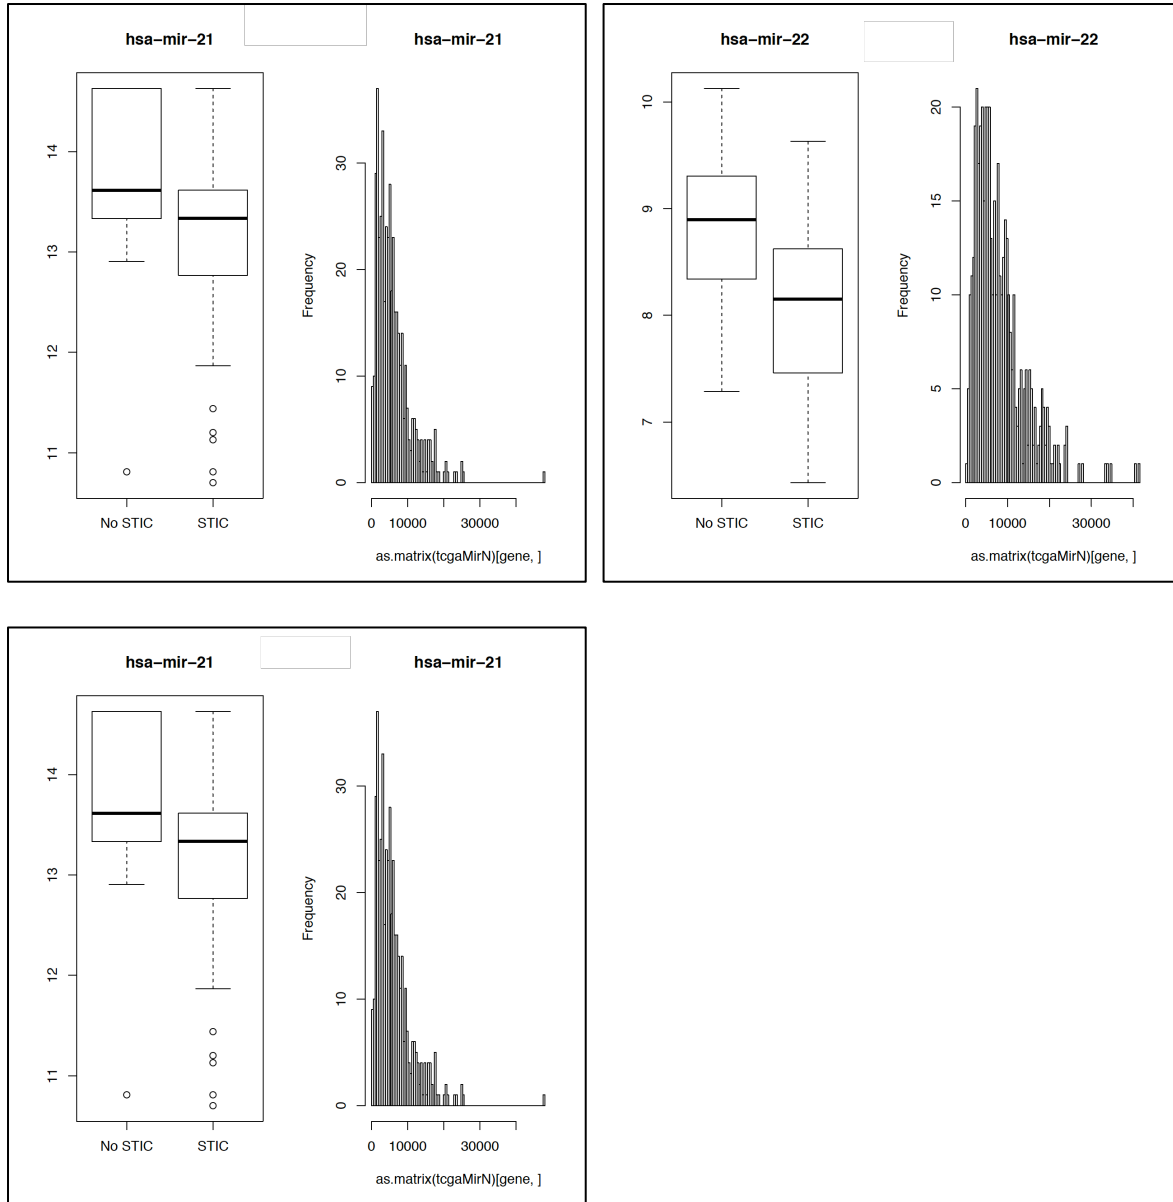 hsa−mir−21
14
13
12
11
No STIC
STIC
hsa−mir−21
Frequency
30
20
10
0
0 10000 30000
as.matrix(tcgaMirN)[gene, ]
hsa−mir−22
10
9
8
7
No STIC
STIC
hsa−mir−22
Frequency
20
15
10
5
0
0 10000 30000
as.matrix(tcgaMirN)[gene, ]
hsa−mir−21
14
13
12
11
No STIC
STIC
hsa−mir−21
Frequency
30
20
10
0
0 10000 30000
as.matrix(tcgaMirN)[gene, ]